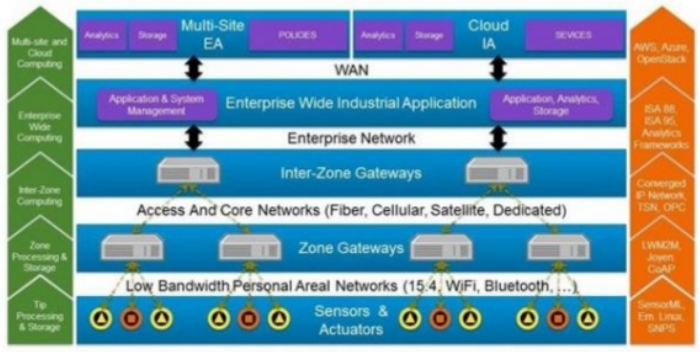 Multi-site and
Cloud
Computing
Analytics
Storage
Multi-Site
EA
POLICIES
Analytics
Storage
Cloud
IA
SEVICES
AWS, Azure,
OpenStack
WAN
Enterprise
Wide
Computing
Application & System
Management
Enterprise Wide Industrial Application
Application, Analytics,
Storage
ISA 88,
ISA 95,
Analytics
Frameworks
Enterprise Network
Inter-Zone
Computing
Inter-Zone Gateways
Converged
IP Network,
TSN, OPC
Access And Core Networks (Fiber, Cellular, Satellite, Dedicated)
Zone
Processing &
Storage
Zone Gateways
LWM2M,
Joyent,
CoAP
Low Bandwidth Personal Areal Networks (15.4, WiFi, Bluetooth, ...)
Tip
Processing
& Storage
Sensors &
Actuators
SensorML,
Em. Linux,
SNPS